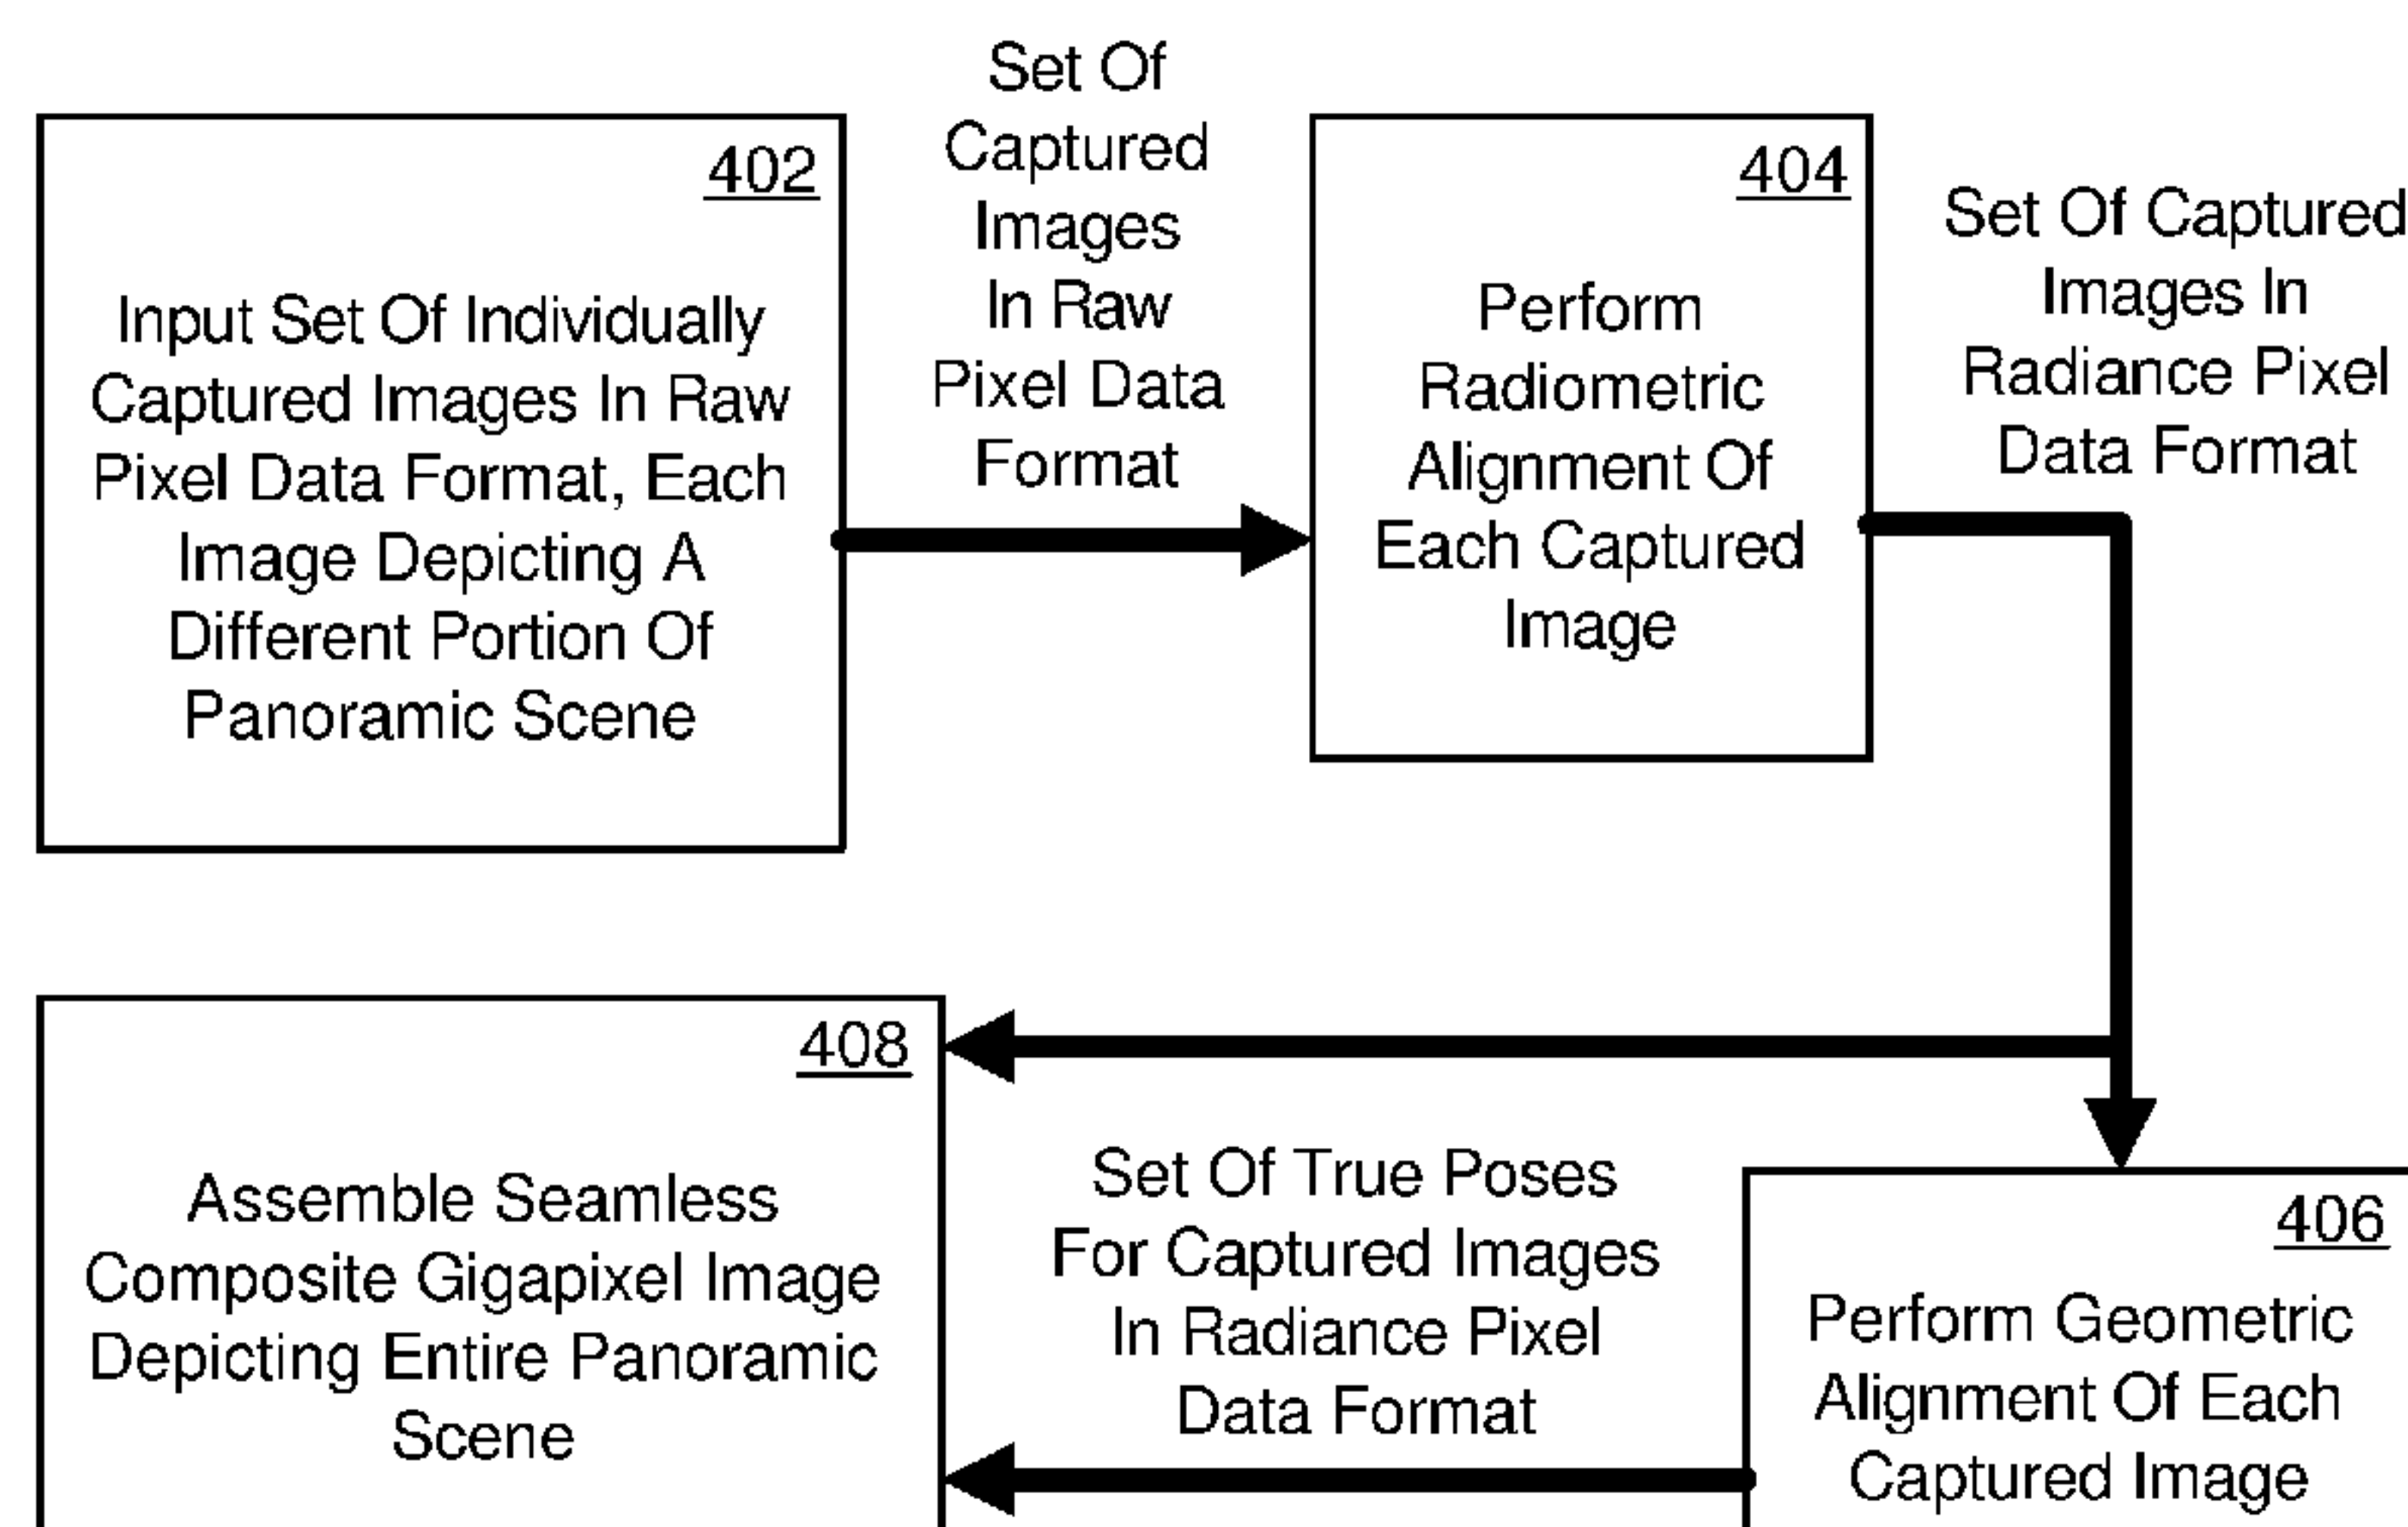 402
Input Set Of Individually
Captured Images In Raw
Pixel Data Format, Each
Image Depicting A
Different Portion Of
Panoramic Scene
Set Of
Captured
Images
In Raw
Pixel Data
Format
404
Perform
Radiometric
Alignment Of
Each Captured
Image
Set Of Captured
Images In
Radiance Pixel
Data Format
408
Assemble Seamless
Composite Gigapixel Image
Depicting Entire Panoramic
Scene
Set Of True Poses
For Captured Images
In Radiance Pixel
Data Format
406
Perform Geometric
Alignment Of Each
Captured Image